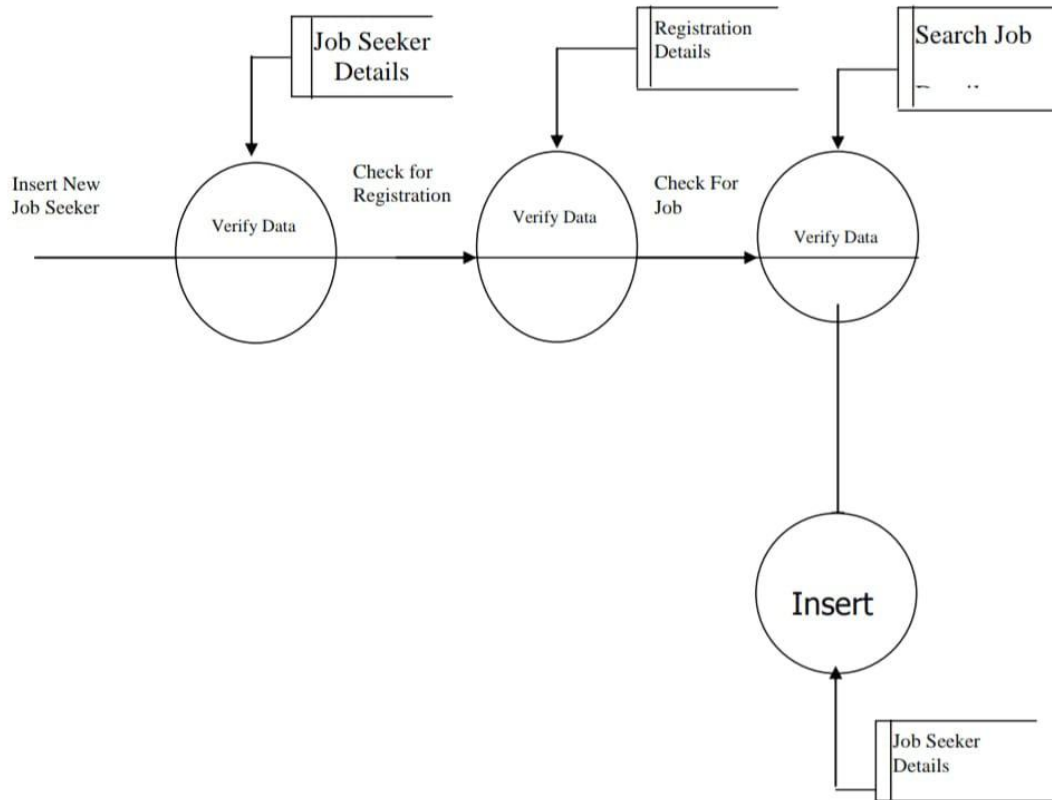 Job Seeker
Details
Registration
Details
Search Job
Insert New
Job Seeker
Verify Data
Check for
Registration
Verify Data
Check For
Job
Verify Data
Insert
Job Seeker
Details